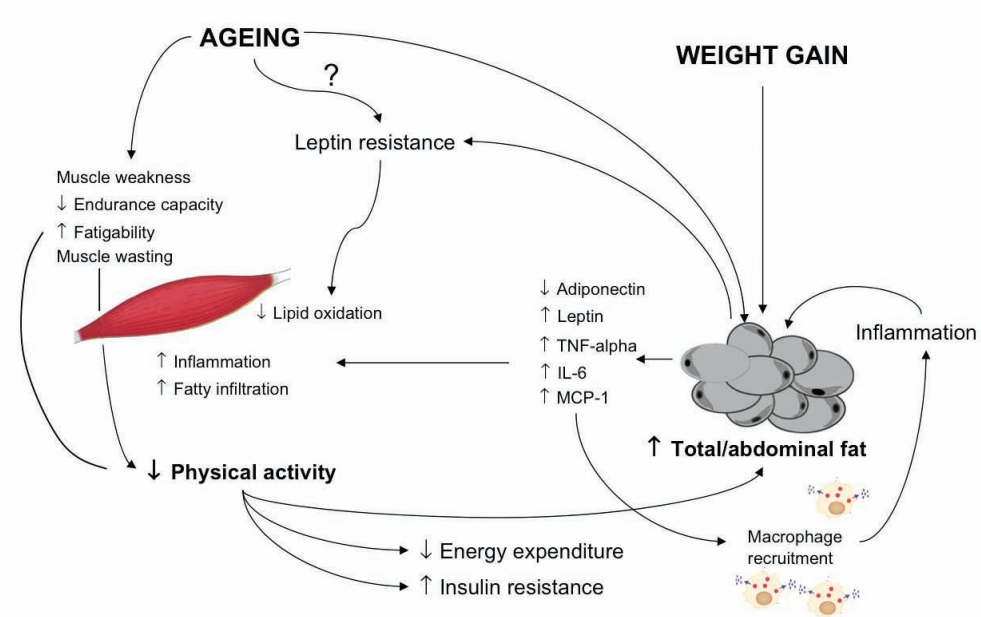 AGEING
WEIGHT GAIN
?
Leptin resistance
Muscle weakness
↓ Endurance capacity
↑ Fatigability
Muscle wasting
↓ Lipid oxidation
↑ Inflammation
↑ Fatty infiltration
↓ Adiponectin
↑ Leptin
↑ TNF-alpha
↑ IL-6
↑ MCP-1
Inflammation
↑ Total/abdominal fat
↓ Physical activity
Macrophage
recruitment
↓ Energy expenditure
↑ Insulin resistance